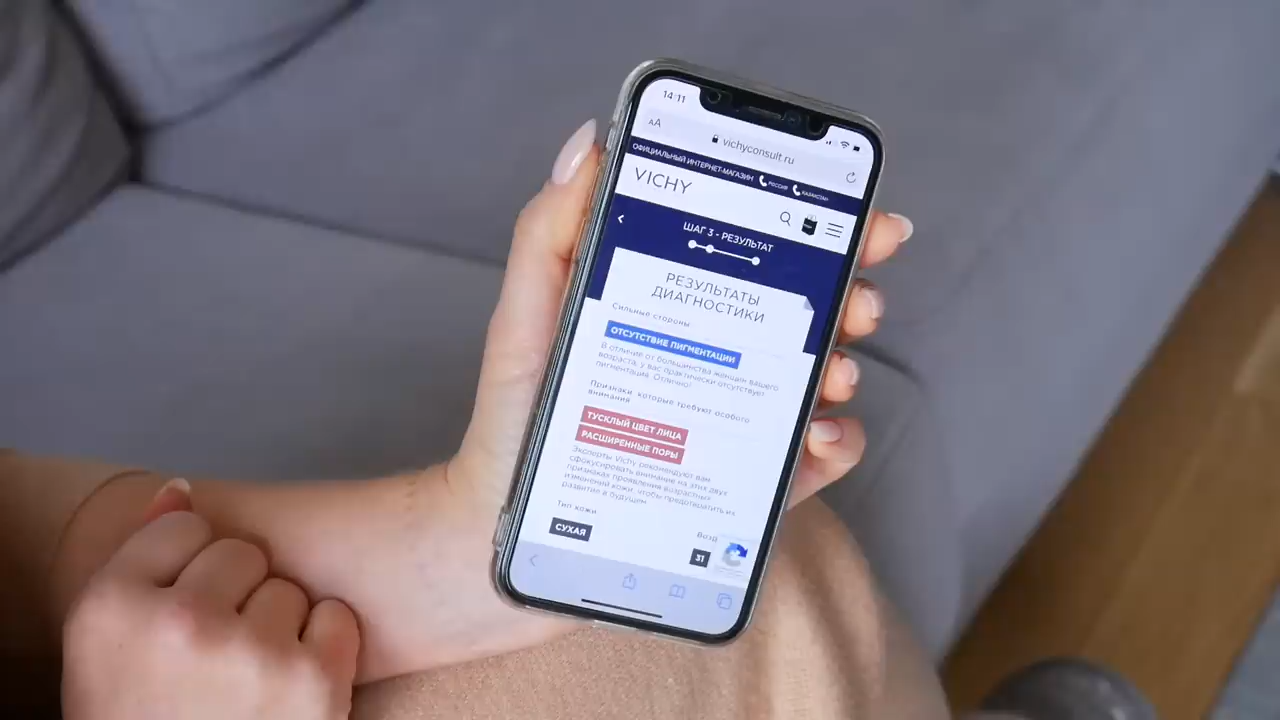 14:11
AA
vichyconsult.ru
ОФИЦИАЛЬНЫЙ ИНТЕРНЕТ-МАГАЗИН РОССИЯ КАЗАХСТАН
VICHY
ШАГ 3 - РЕЗУЛЬТАТ
РЕЗУЛЬТАТЫ
ДИАГНОСТИКИ
Сильные стороны
ОТСУТСТВИЕ ПИГМЕНТАЦИИ
В отличие от большинства женщин вашего
возраста, у вас практически отсутствует
пигментация. Отлично!
Признаки, которые требуют особого
внимания
ТУСКЛЫЙ ЦВЕТ ЛИЦА
РАСШИРЕННЫЕ ПОРЫ
Эксперты Vichy рекомендуют вам
сфокусировать внимание на этих двух
признаках проявления возрастных
изменений кожи, чтобы предотвратить их
развитие в будущем.
Тип кожи
СУХАЯ
31